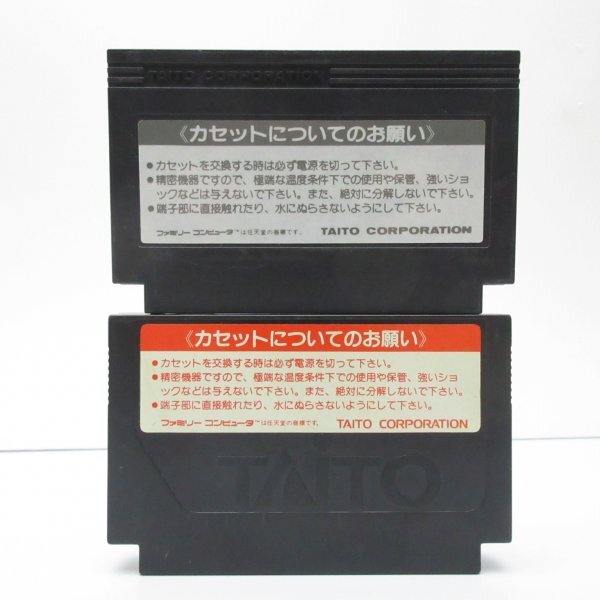 TAITO CORPORATION
《カセットについてのお願い》
●カセットを交換する時は必ず電源を切って下さい。
●精密機器ですので、極端な温度条件下での使用や保管、強いショ
ックなどは与えないで下さい。また、絶対に分解しないで下さい。
●端子部に直接触れたり、水にぬらさないようにして下さい。
ファミリー コンピュータ™は任天堂の商標です。 TAITO CORPORATION
《カセットについてのお願い》
●カセットを交換する時は必ず電源を切って下さい。
●精密機器ですので、極端な温度条件下での使用や保管、強いショ
ックなどは与えないで下さい。また、絶対に分解しないで下さい。
●端子部に直接触れたり、水にぬらさないようにして下さい。
ファミリー コンピュータ™は任天堂の商標です。 TAITO CORPORATION
TAITO